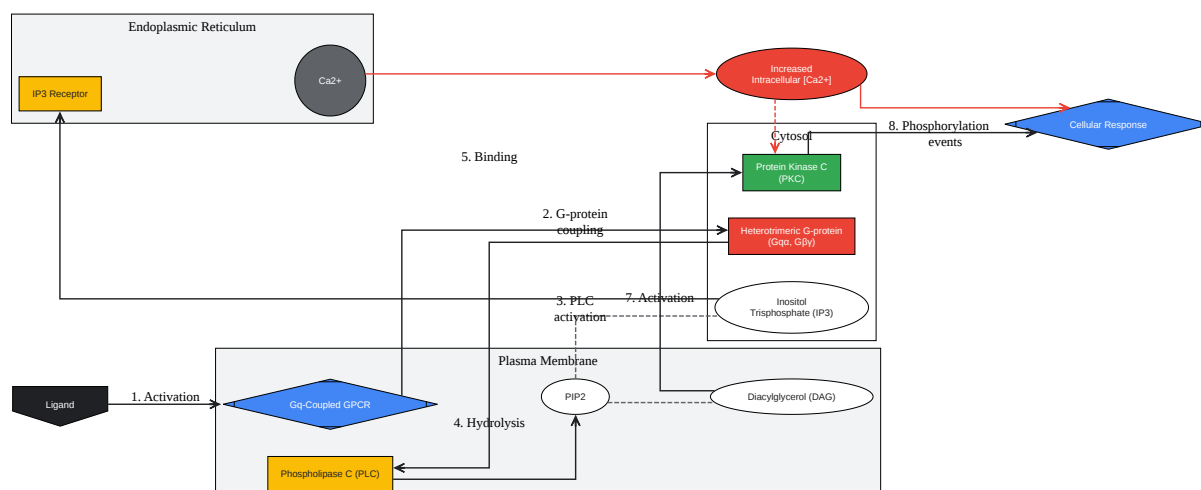 Endoplasmic Reticulum
Ca2+
IP3 Receptor
Increased
Intracellular [Ca2+]
Cellular Response
8. Phosphorylation
events
Cytosol
5. Binding
Protein Kinase C
(PKC)
2. G-protein
coupling
Heterotrimeric G-protein
(Gqα, Gβγ)
3. PLC
activation
7. Activation
Inositol
Trisphosphate (IP3)
Plasma Membrane
Ligand
1. Activation
Gq-Coupled GPCR
PIP2
Diacylglycerol (DAG)
4. Hydrolysis
Phospholipase C (PLC)